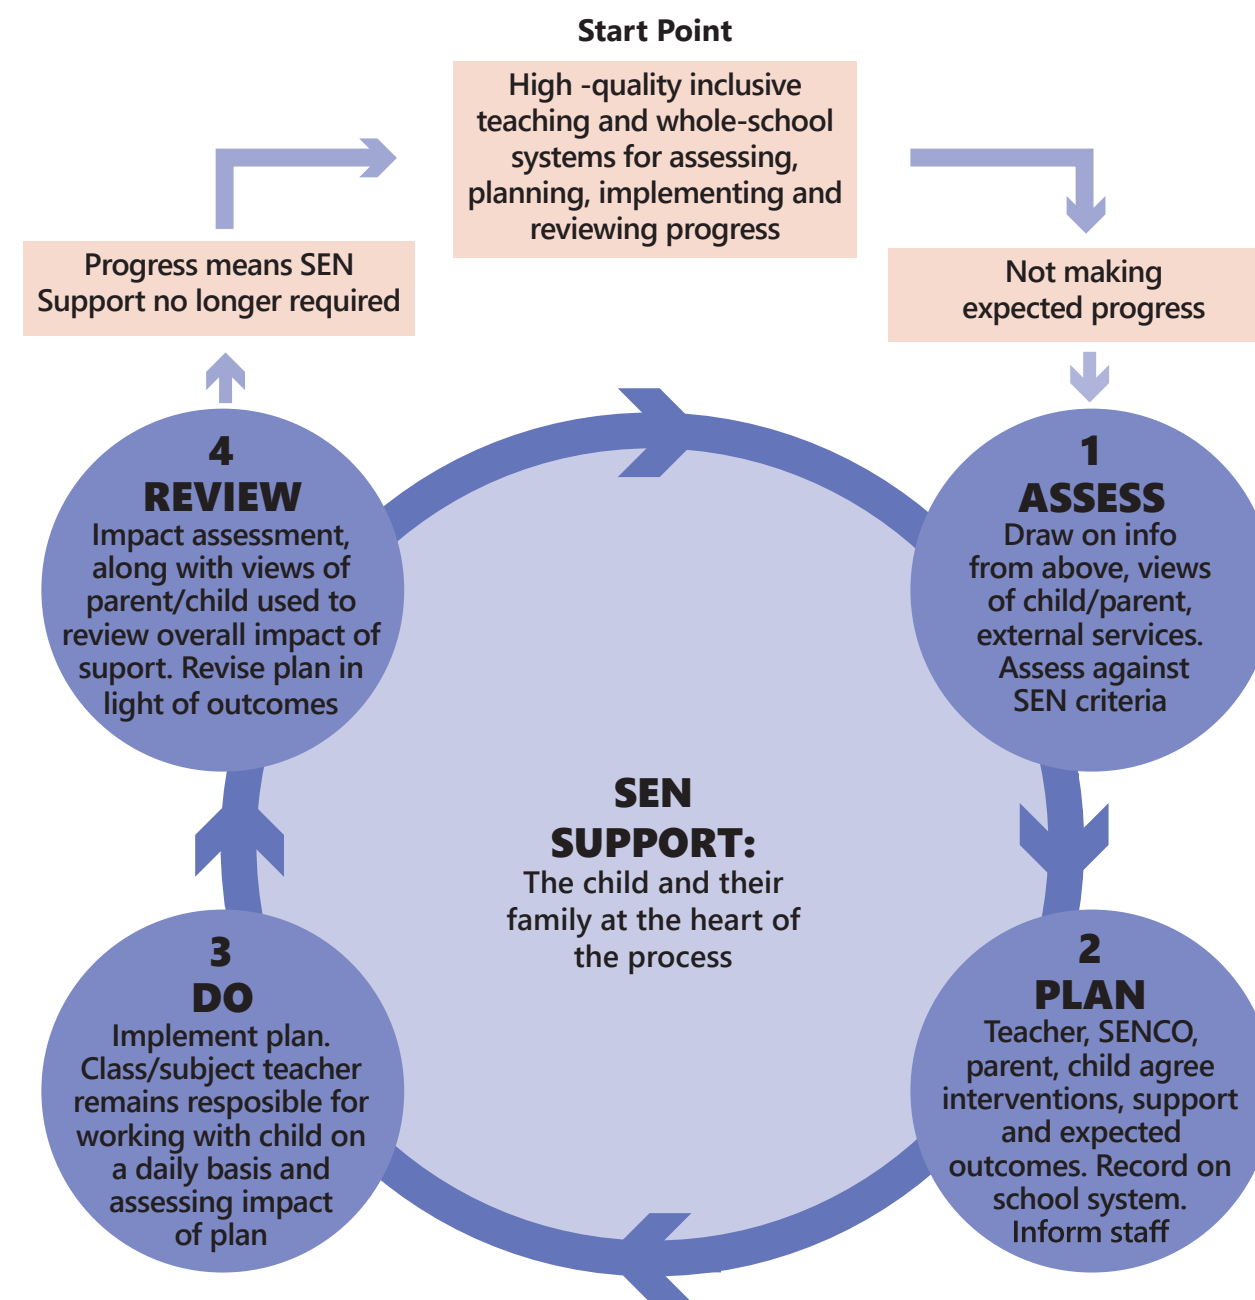 Start Point
High -quality inclusive
teaching and whole-school
systems for assessing,
planning, implementing and
reviewing progress
Progress means SEN
Support no longer required
Not making
expected progress
4
REVIEW
Impact assessment,
along with views of
parent/child used to
review overall impact of
suport. Revise plan in
light of outcomes
1
ASSESS
Draw on info
from above, views
of child/parent,
external services.
Assess against
SEN criteria
SEN
SUPPORT:
The child and their
family at the heart of
the process
3
DO
Implement plan.
Class/subject teacher
remains resposible for
working with child on
a daily basis and
assessing impact
of plan
2
PLAN
Teacher, SENCO,
parent, child agree
interventions, support
and expected
outcomes. Record on
school system.
Inform staff